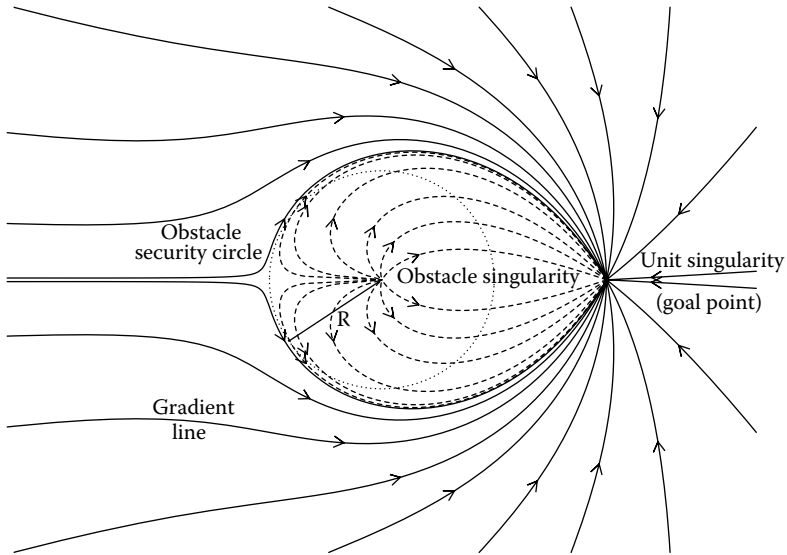 Obstacle
security circle
Obstacle singularity
Unit singularity
(goal point)
R
Gradient
line